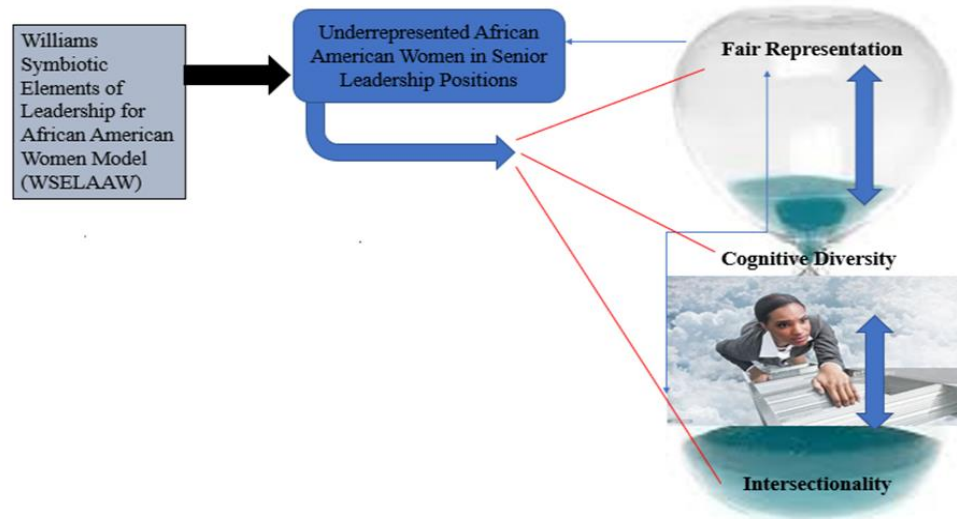 Williams
Symbiotic
Elements of
Leadership for
African American
Women Model
(WSELAAW)
Underrepresented African
American Women in Senior
Leadership Positions
Fair Representation
Cognitive Diversity
Intersectionality